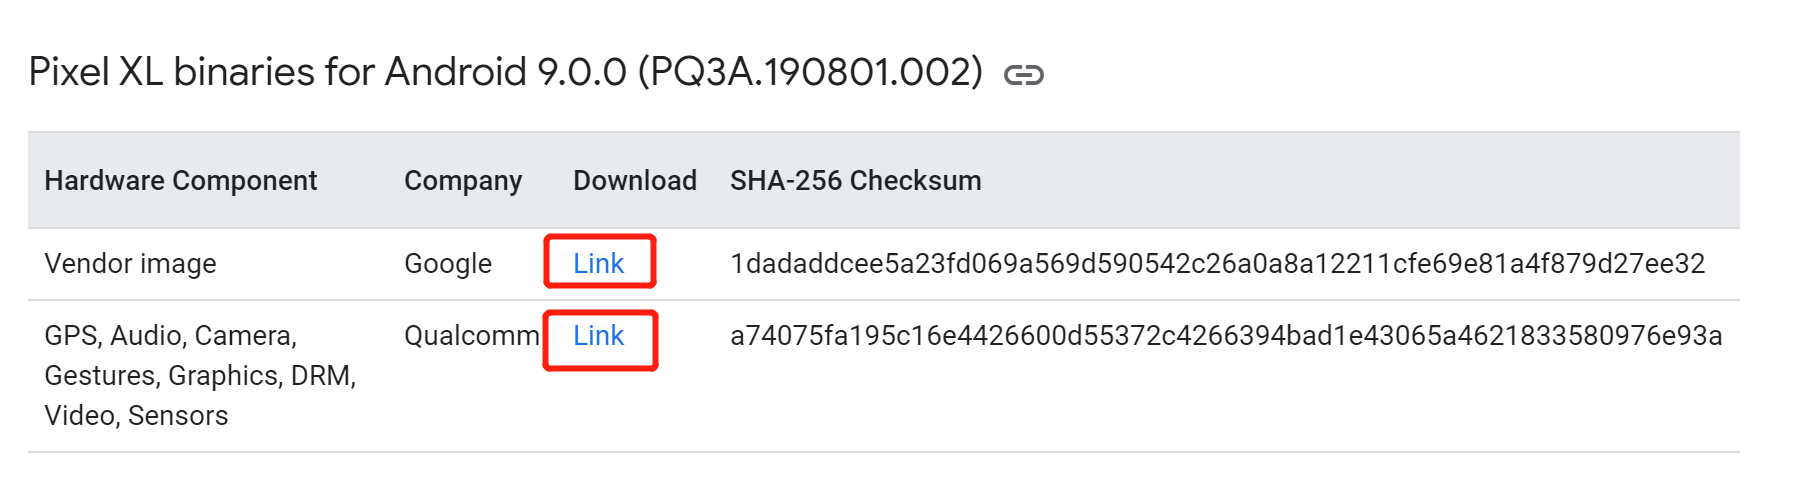 Pixel XL binaries for Android 9.0.0 (PQ3A.190801.002)
Hardware Component Company Download SHA-256 Checksum
Vendor image Google Link 1dadaddcee5a23fd069a569d590542c26a0a8a12211cfe69e81a4f879d27ee32
GPS, Audio, Camera, Qualcomm Link a74075fa195c16e4426600d55372c4266394bad1e43065a4621833580976e93a
Gestures, Graphics, DRM,
Video, Sensors